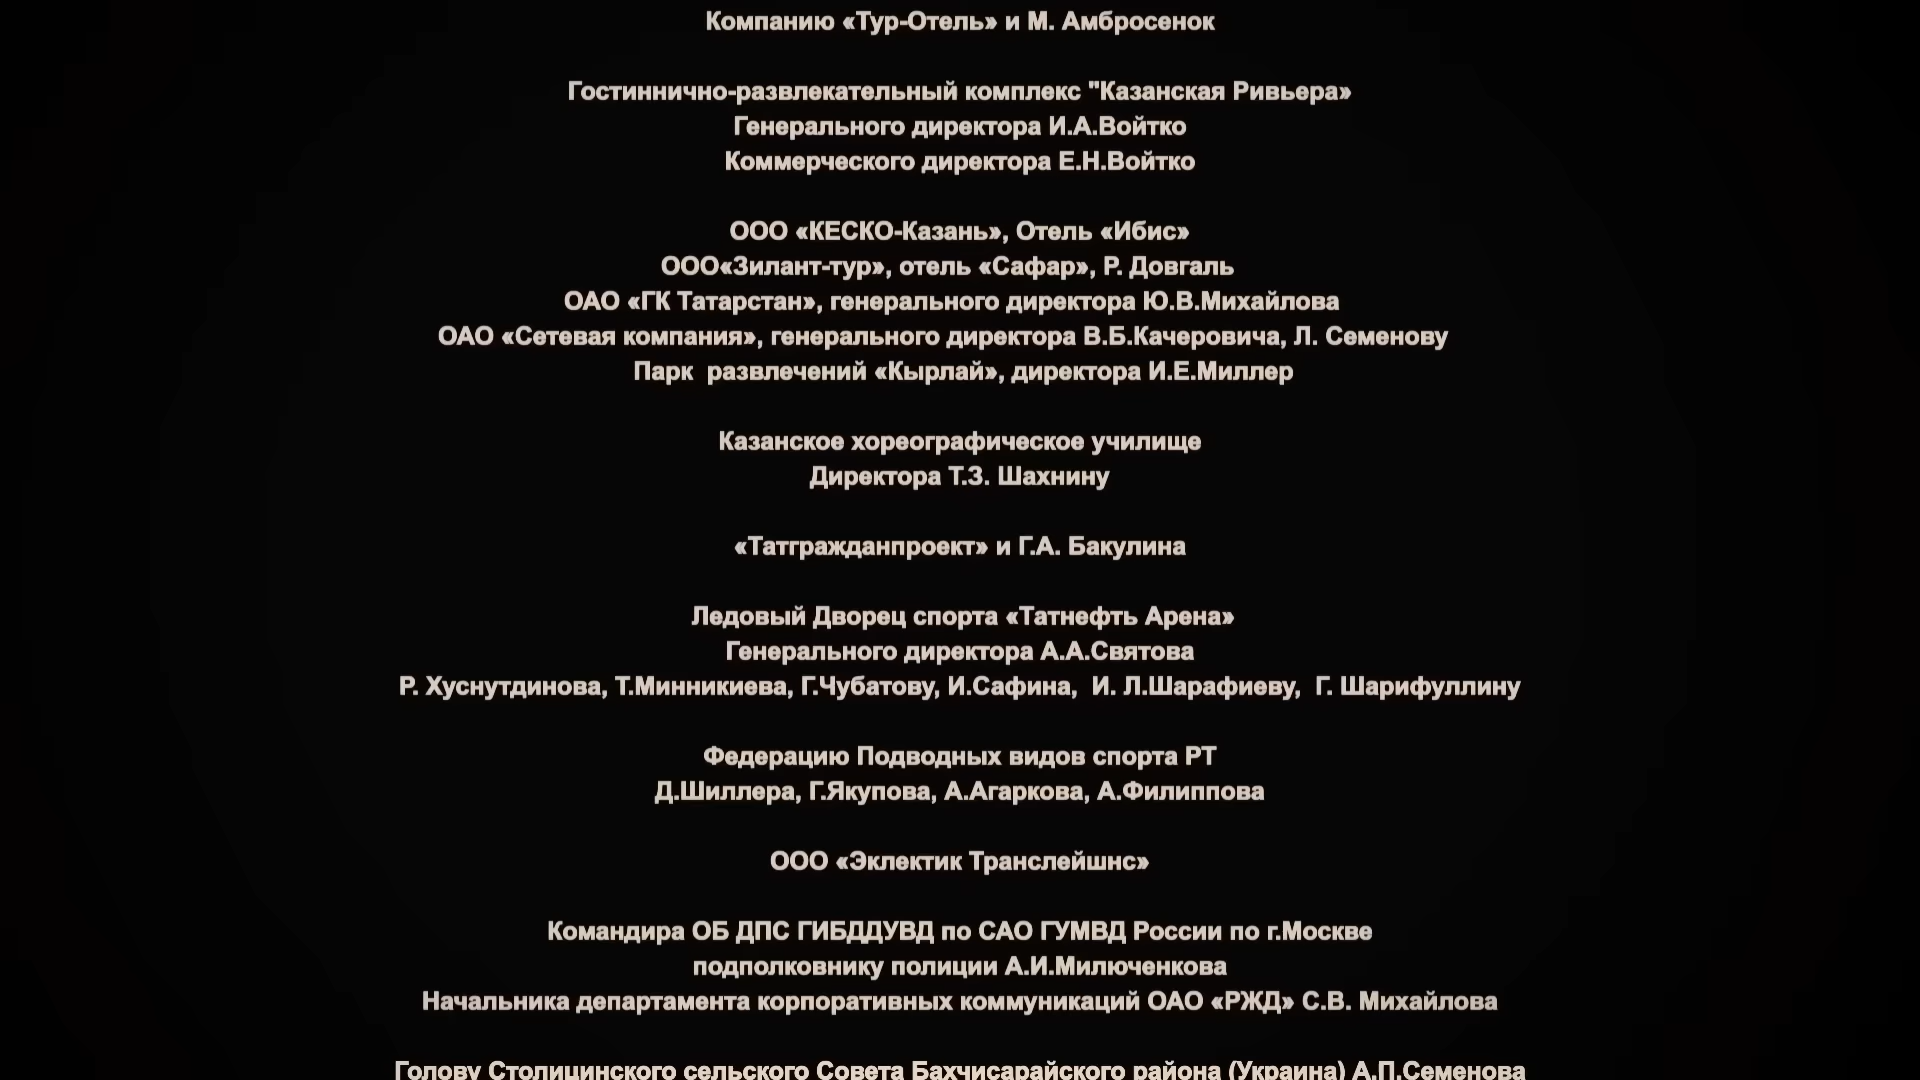 Компанию «Тур-Отель» и М. Амбросенок
Гостиннично-развлекательный комплекс "Казанская Ривьера»
Генерального директора И.А.Войтко
Коммерческого директора Е.Н.Войтко
ООО «КЕСКО-Казань», Отель «Ибис»
ООО«Зилант-тур», отель «Сафар», Р. Довгаль
ОАО «ГК Татарстан», генерального директора Ю.В.Михайлова
ОАО «Сетевая компания», генерального директора В.Б.Качеровича, Л. Семенову
Парк  развлечений «Кырлай», директора И.Е.Миллер
Казанское хореографическое училище
Директора Т.З. Шахнину
«Татгражданпроект» и Г.А. Бакулина
Ледовый Дворец спорта «Татнефть Арена»
Генерального директора А.А.Святова
Р. Хуснутдинова, Т.Минникиева, Г.Чубатову, И.Сафина,  И. Л.Шарафиеву,  Г. Шарифуллину
Федерацию Подводных видов спорта РТ
Д.Шиллера, Г.Якупова, А.Агаркова, А.Филиппова
ООО «Эклектик Транслейшнс»
Командира ОБ ДПС ГИБДДУВД по САО ГУМВД России по г.Москве
подполковнику полиции А.И.Милюченкова
Начальника департамента корпоративных коммуникаций ОАО «РЖД» С.В. Михайлова
Голову Столицинского сельского Совета Бахчисарайского района (Украина) А.П.Семенова